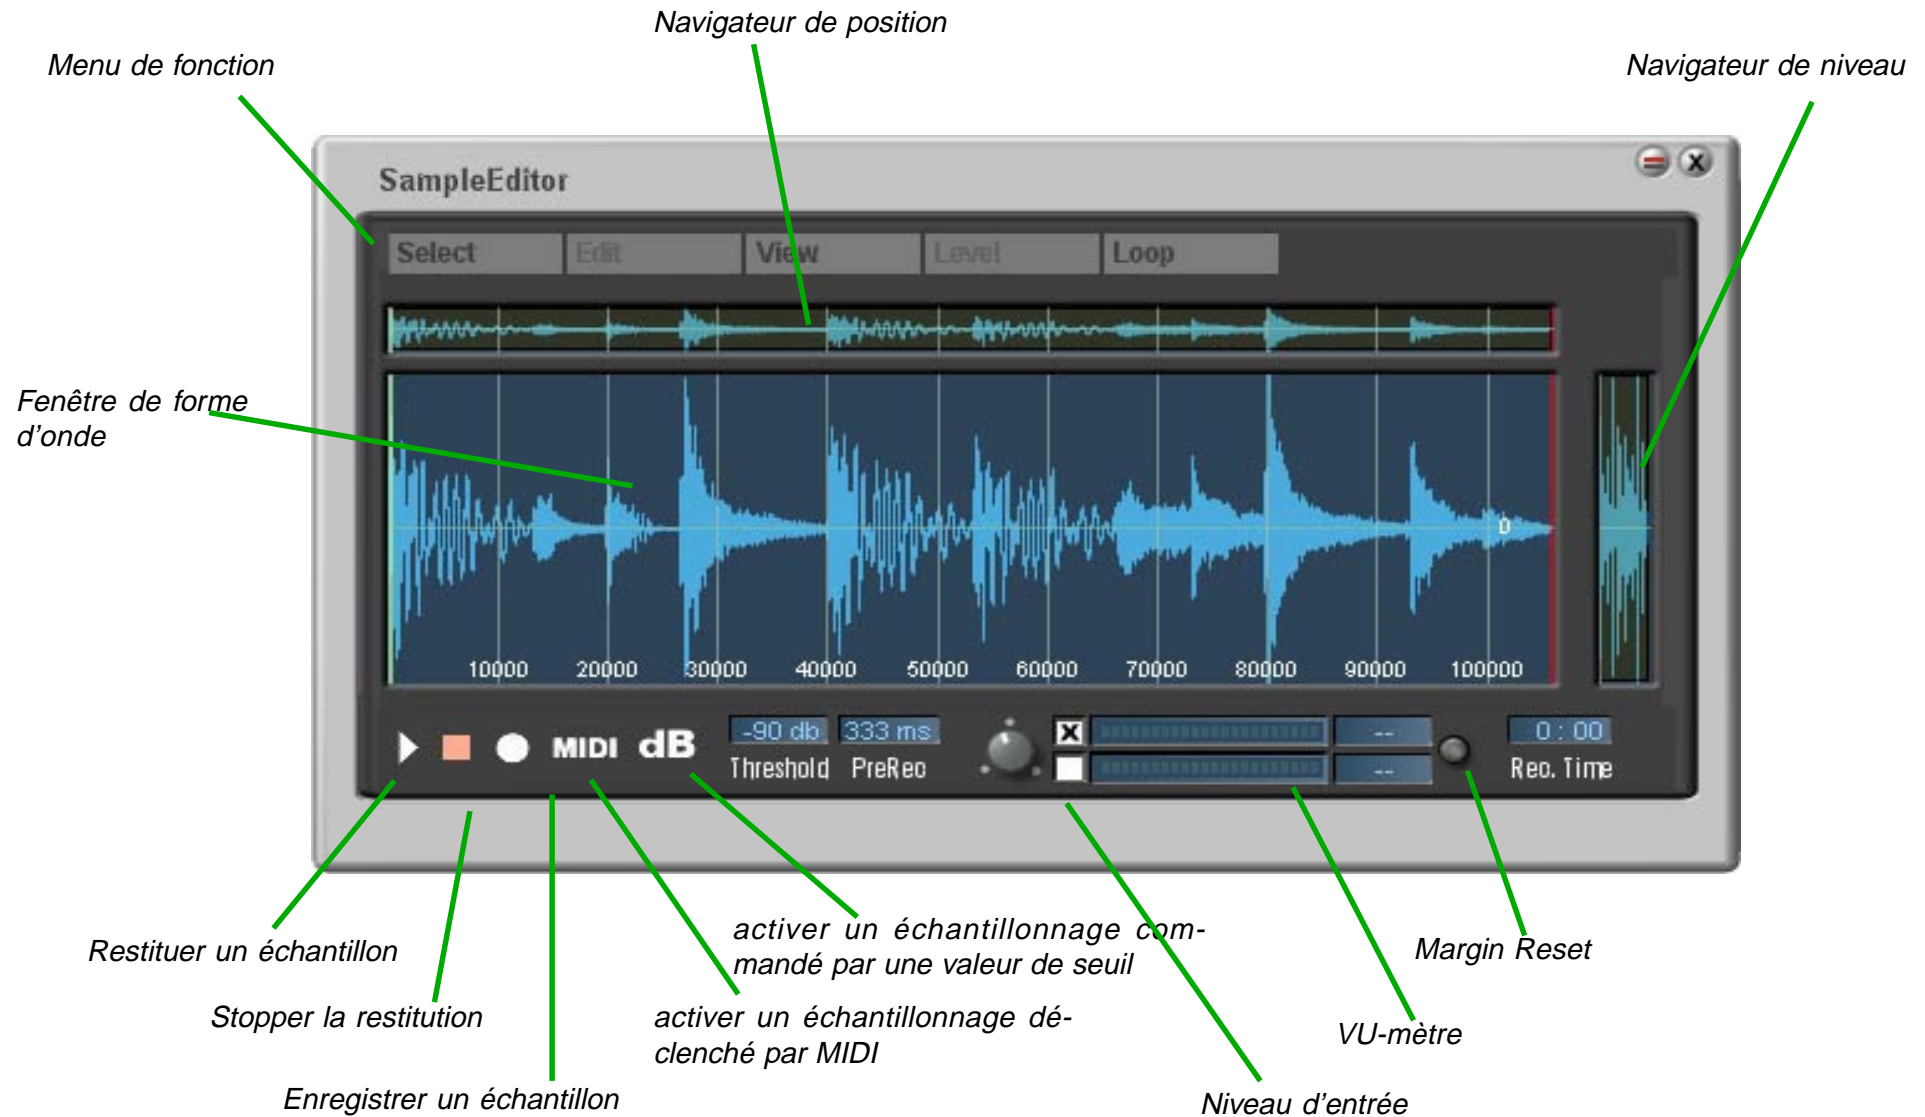 Navigateur de position
Menu de fonction
Navigateur de niveau
SampleEditor
Select Edit View Level Loop
Fenêtre de forme
d'onde
0
10000 20000 30000 40000 50000 60000 70000 80000 90000 100000
MIDI dB -90 db 333 ms X -- 0 : 00
Threshold PreRec -- Rec. Time
Restituer un échantillon
activer un échantillonnage com-
mandé par une valeur de seuil
Margin Reset
Stopper la restitution
activer un échantillonnage dé-
clenché par MIDI
VU-mètre
Enregistrer un échantillon
Niveau d'entrée